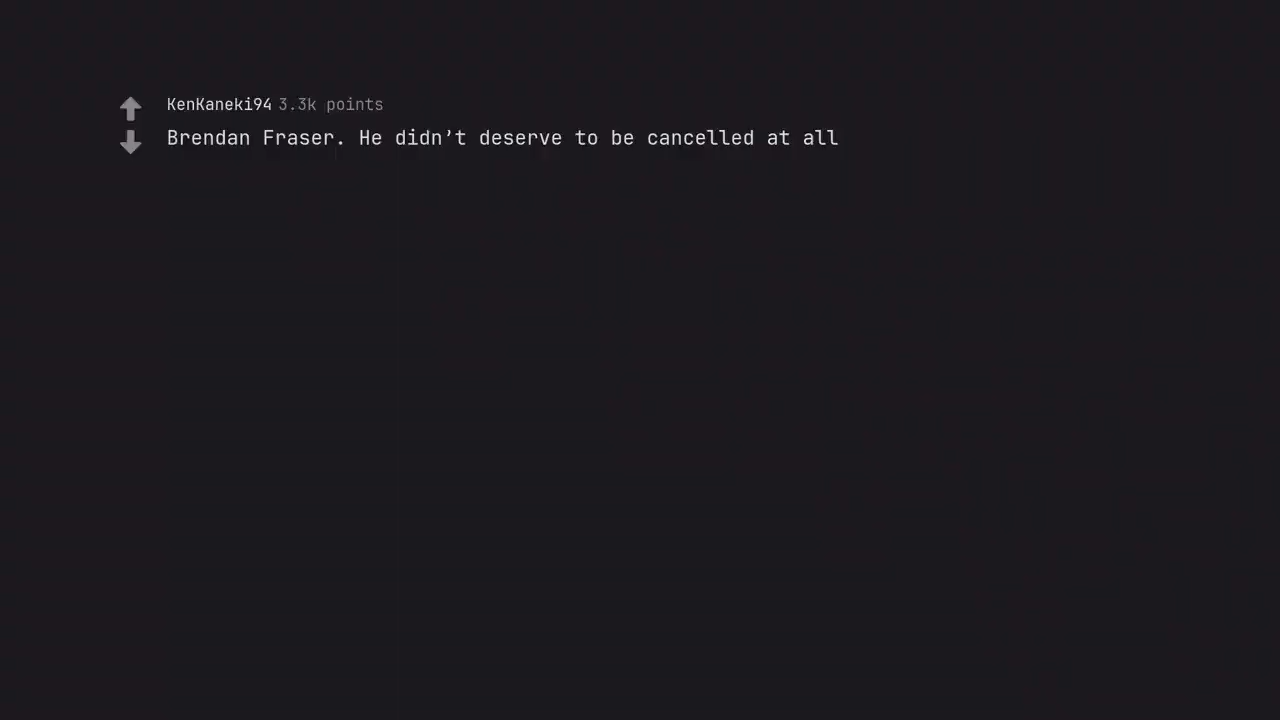 KenKaneki94 3.3k points
Brendan Fraser. He didn’t deserve to be cancelled at all